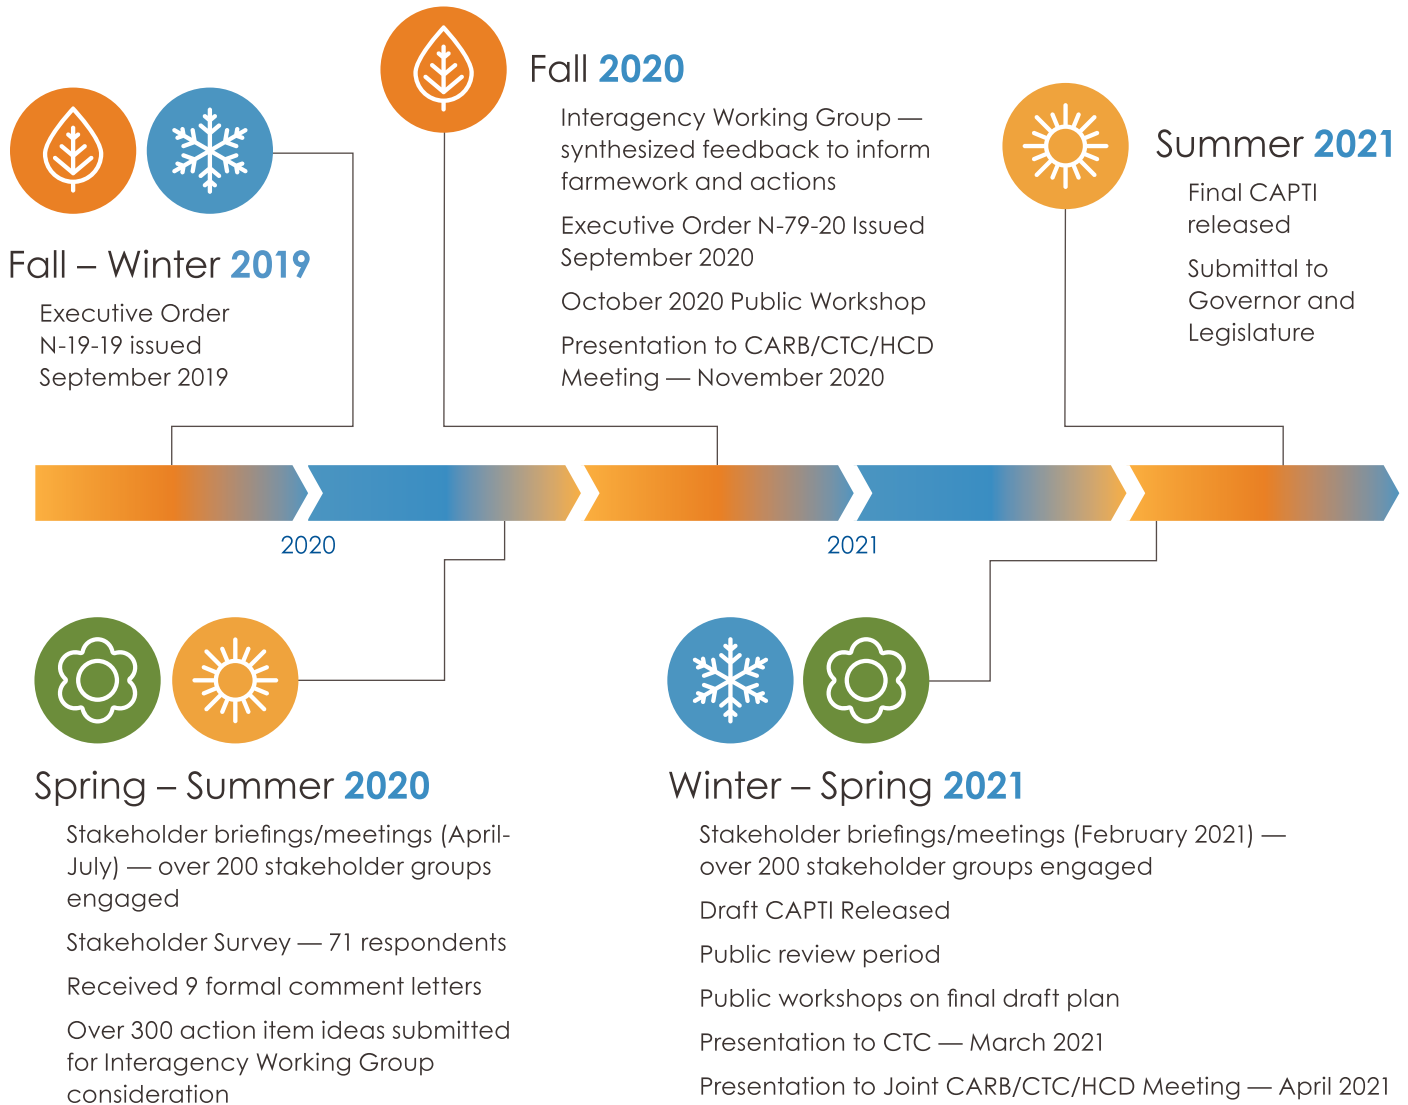 Fall – Winter 2019
Executive Order
N-19-19 issued
September 2019
Fall 2020
Interagency Working Group —
synthesized feedback to inform
farmework and actions
Executive Order N-79-20 Issued
September 2020
October 2020 Public Workshop
Presentation to CARB/CTC/HCD
Meeting — November 2020
Summer 2021
Final CAPTI
released
Submittal to
Governor and
Legislature
2020
2021
Spring – Summer 2020
Stakeholder briefings/meetings (April-
July) — over 200 stakeholder groups
engaged
Stakeholder Survey — 71 respondents
Received 9 formal comment letters
Over 300 action item ideas submitted
for Interagency Working Group
consideration
Winter – Spring 2021
Stakeholder briefings/meetings (February 2021) —
over 200 stakeholder groups engaged
Draft CAPTI Released
Public review period
Public workshops on final draft plan
Presentation to CTC — March 2021
Presentation to Joint CARB/CTC/HCD Meeting — April 2021